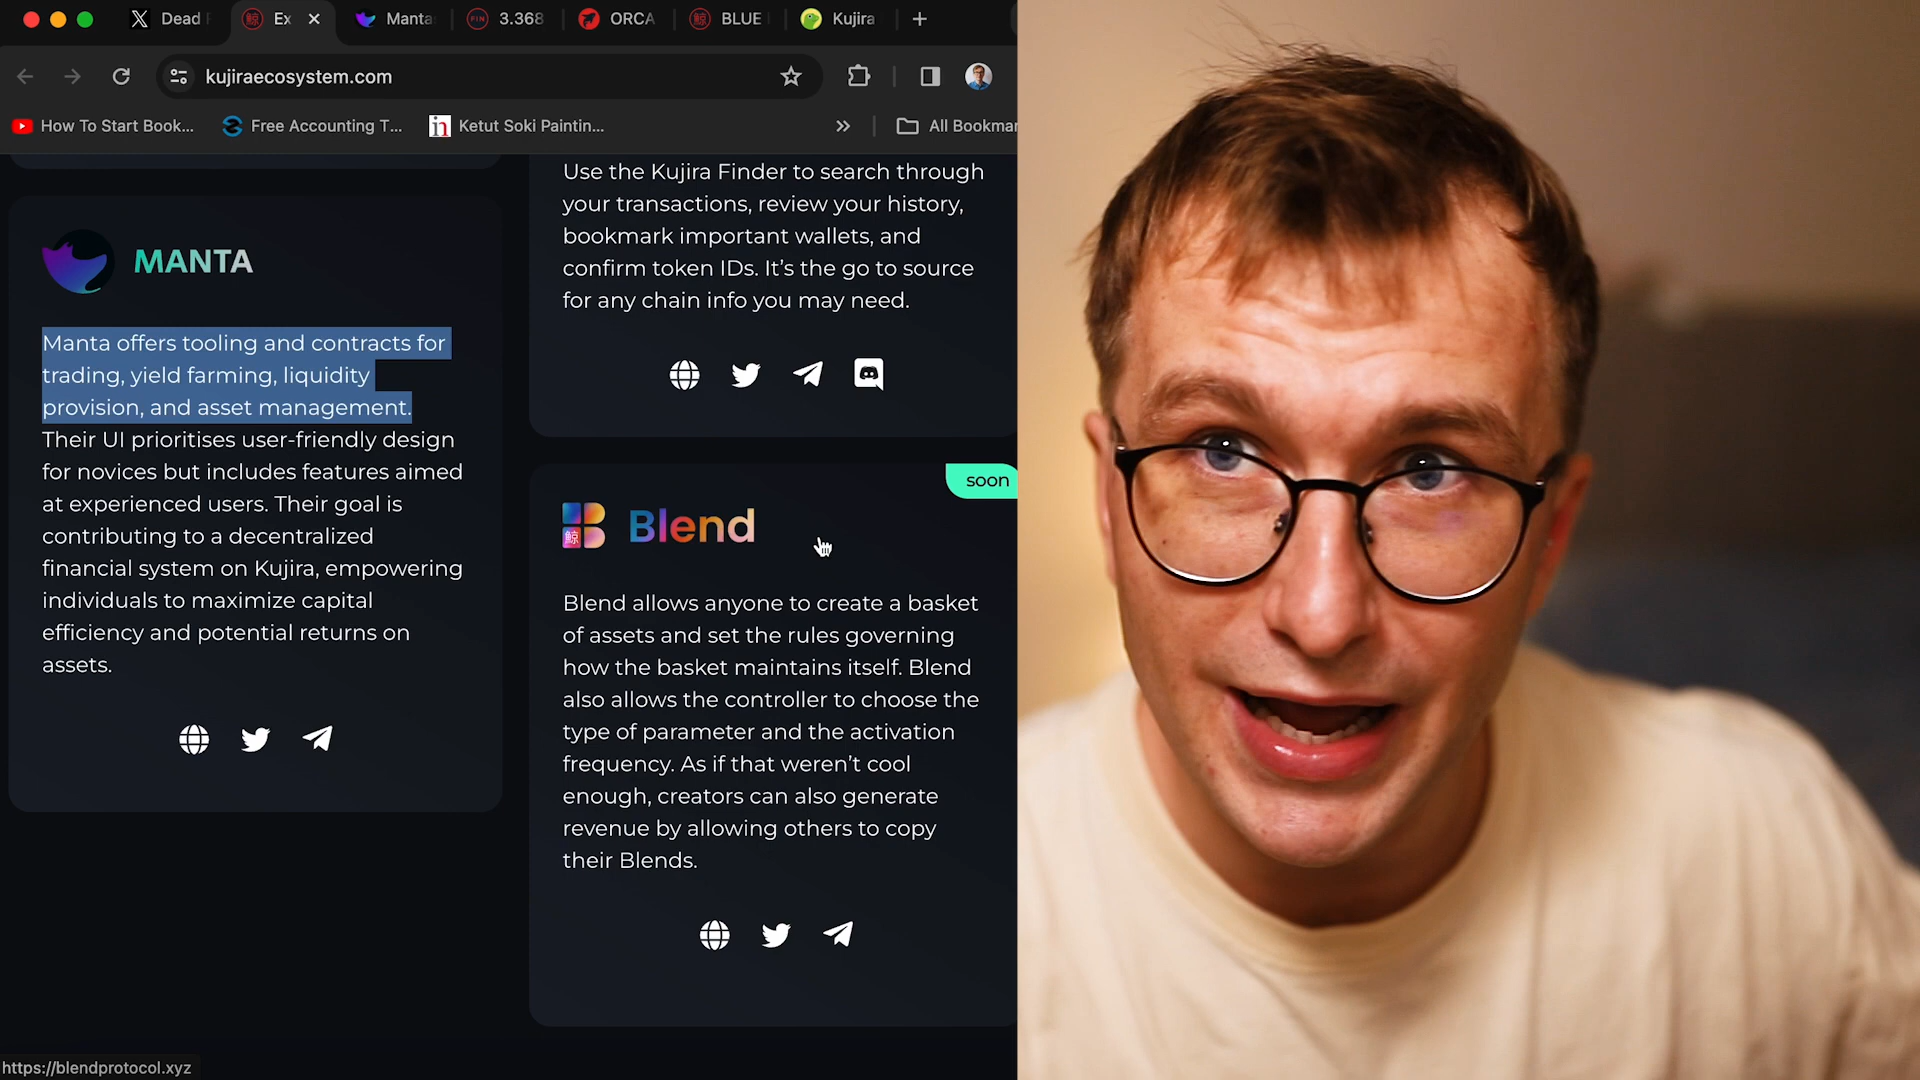 Dead
Ex
Manta
3.368
ORCA
BLUE
Kujira
kujiraecosystem.com
How To Start Book...
Free Accounting T...
in
Ketut Soki Paintin...
All Bookmar
MANTA
Manta offers tooling and contracts for
trading, yield farming, liquidity
provision, and asset management.
Their UI prioritises user-friendly design
for novices but includes features aimed
at experienced users. Their goal is
contributing to a decentralized
financial system on Kujira, empowering
individuals to maximize capital
efficiency and potential returns on
assets.
Use the Kujira Finder to search through
your transactions, review your history,
bookmark important wallets, and
confirm token IDs. It’s the go to source
for any chain info you may need.
soon
鯨
Blend
Blend allows anyone to create a basket
of assets and set the rules governing
how the basket maintains itself. Blend
also allows the controller to choose the
type of parameter and the activation
frequency. As if that weren’t cool
enough, creators can also generate
revenue by allowing others to copy
their Blends.
https://blendprotocol.xyz